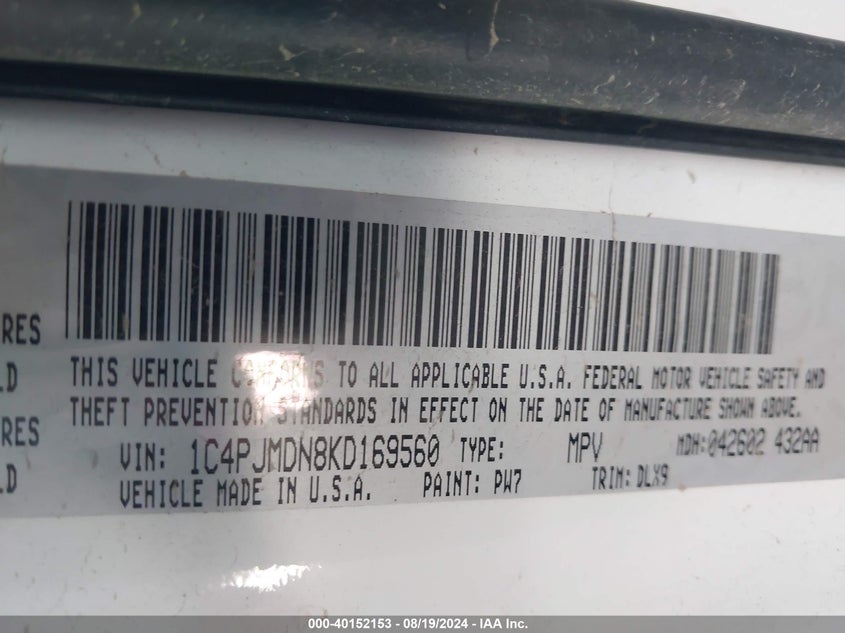 RES
LD
RES
LD
THIS VEHICLE CONFORMS TO ALL APPLICABLE U.S.A. FEDERAL MOTOR VEHICLE SAFETY AND
THEFT PREVENTION STANDARDS IN EFFECT ON THE DATE OF MANUFACTURE SHOWN ABOVE.
VIN: 1C4PJMDN8KD169560 TYPE: MPV MDH:042602 432AA
VEHICLE MADE IN U.S.A. PAINT: PW7 TRIM: DLX9
000-40152153 - 08/19/2024 - IAA Inc.